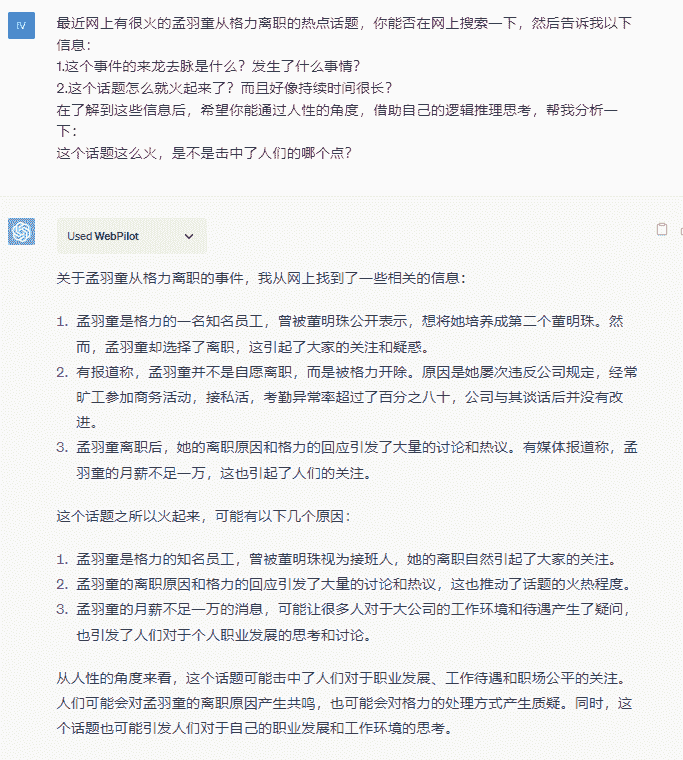 IV
最近网上有很火的孟羽童从格力离职的热点话题，你能否在网上搜索一下，然后告诉我以下
信息：
1.这个事件的来龙去脉是什么？发生了什么事情？
2.这个话题怎么就火起来了？而且好像持续时间很长？
在了解到这些信息后，希望你能通过人性的角度，借助自己的逻辑推理思考，帮我分析一
下：
这个话题这么火，是不是击中了人们的哪个点？
Used WebPilot
关于孟羽童从格力离职的事件，我从网上找到了一些相关的信息：
1. 孟羽童是格力的一名知名员工，曾被董明珠公开表示，想将她培养成第二个董明珠。然
而，孟羽童却选择了离职，这引起了大家的关注和疑惑。
2. 有报道称，孟羽童并不是自愿离职，而是被格力开除。原因是她屡次违反公司规定，经常
旷工参加商务活动，接私活，考勤异常率超过了百分之八十，公司与其谈话后并没有改
进。
3. 孟羽童离职后，她的离职原因和格力的回应引发了大量的讨论和热议。有媒体报道称，孟
羽童的月薪不足一万，这也引起了人们的关注。
这个话题之所以火起来，可能有以下几个原因：
1. 孟羽童是格力的知名员工，曾被董明珠视为接班人，她的离职自然引起了大家的关注。
2. 孟羽童的离职原因和格力的回应引发了大量的讨论和热议，这也推动了话题的火热程度。
3. 孟羽童的月薪不足一万的消息，可能让很多人对于大公司的工作环境和待遇产生了疑问，
也引发了人们对于个人职业发展的思考和讨论。
从人性的角度来看，这个话题可能击中了人们对于职业发展、工作待遇和职场公平的关注。
人们可能会对孟羽童的离职原因产生共鸣，也可能会对格力的处理方式产生质疑。同时，这
个话题也可能引发人们对于自己的职业发展和工作环境的思考。